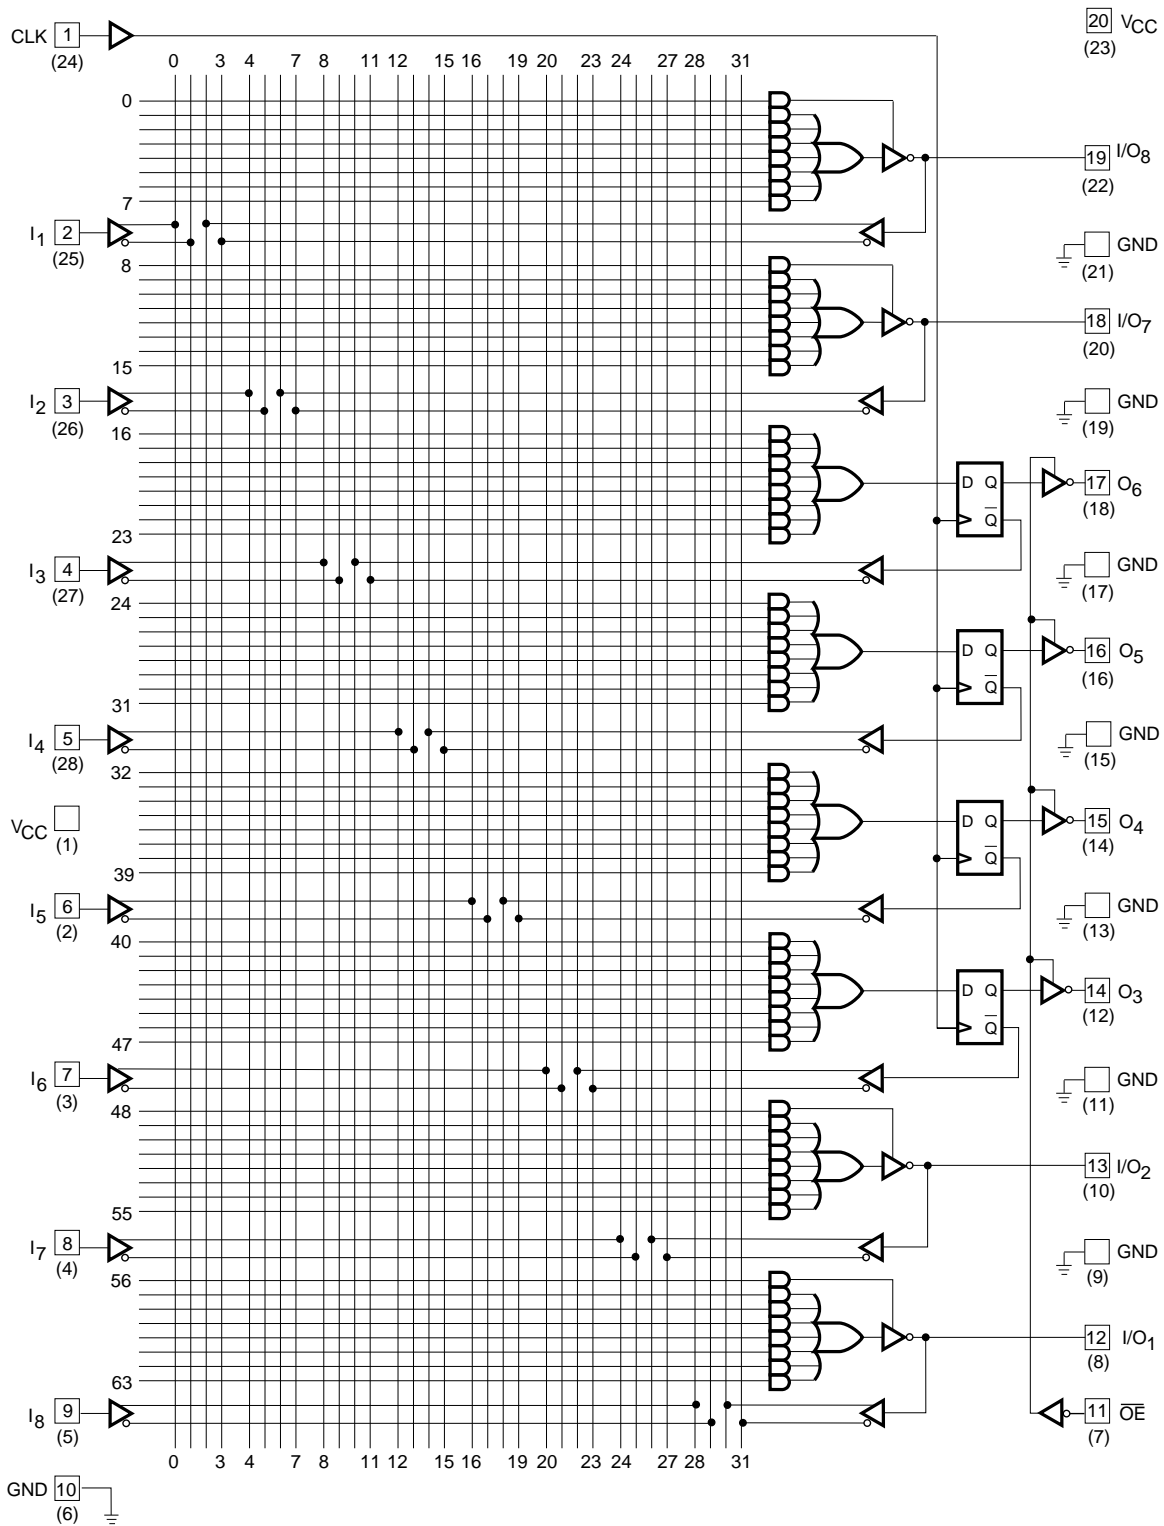 CLK 1 20 VCC
(24) (23)
0 3 4 7 8 11 12 15 16 19 20 23 24 27 28 31
0
19 I/O8
(22)
7
I1 2
(25)
GND
(21)
8
18 I/O7
(20)
15
I2 3
(26)
GND
(19)
16
D Q 17 O6
(18)
Q
23
I3 4
(27)
GND
(17)
24
D Q 16 O5
(16)
Q
31
I4 5
(28)
GND
(15)
32
VCC
(1)
D Q 15 O4
(14)
Q
39
I5 6
(2)
GND
(13)
40
D Q 14 O3
(12)
Q
47
I6 7
(3)
GND
(11)
48
13 I/O2
(10)
55
I7 8
(4)
GND
(9)
56
12 I/O1
(8)
63
I8 9
(5)
11 OE
(7)
0 3 4 7 8 11 12 15 16 19 20 23 24 27 28 31
GND 10
(6)